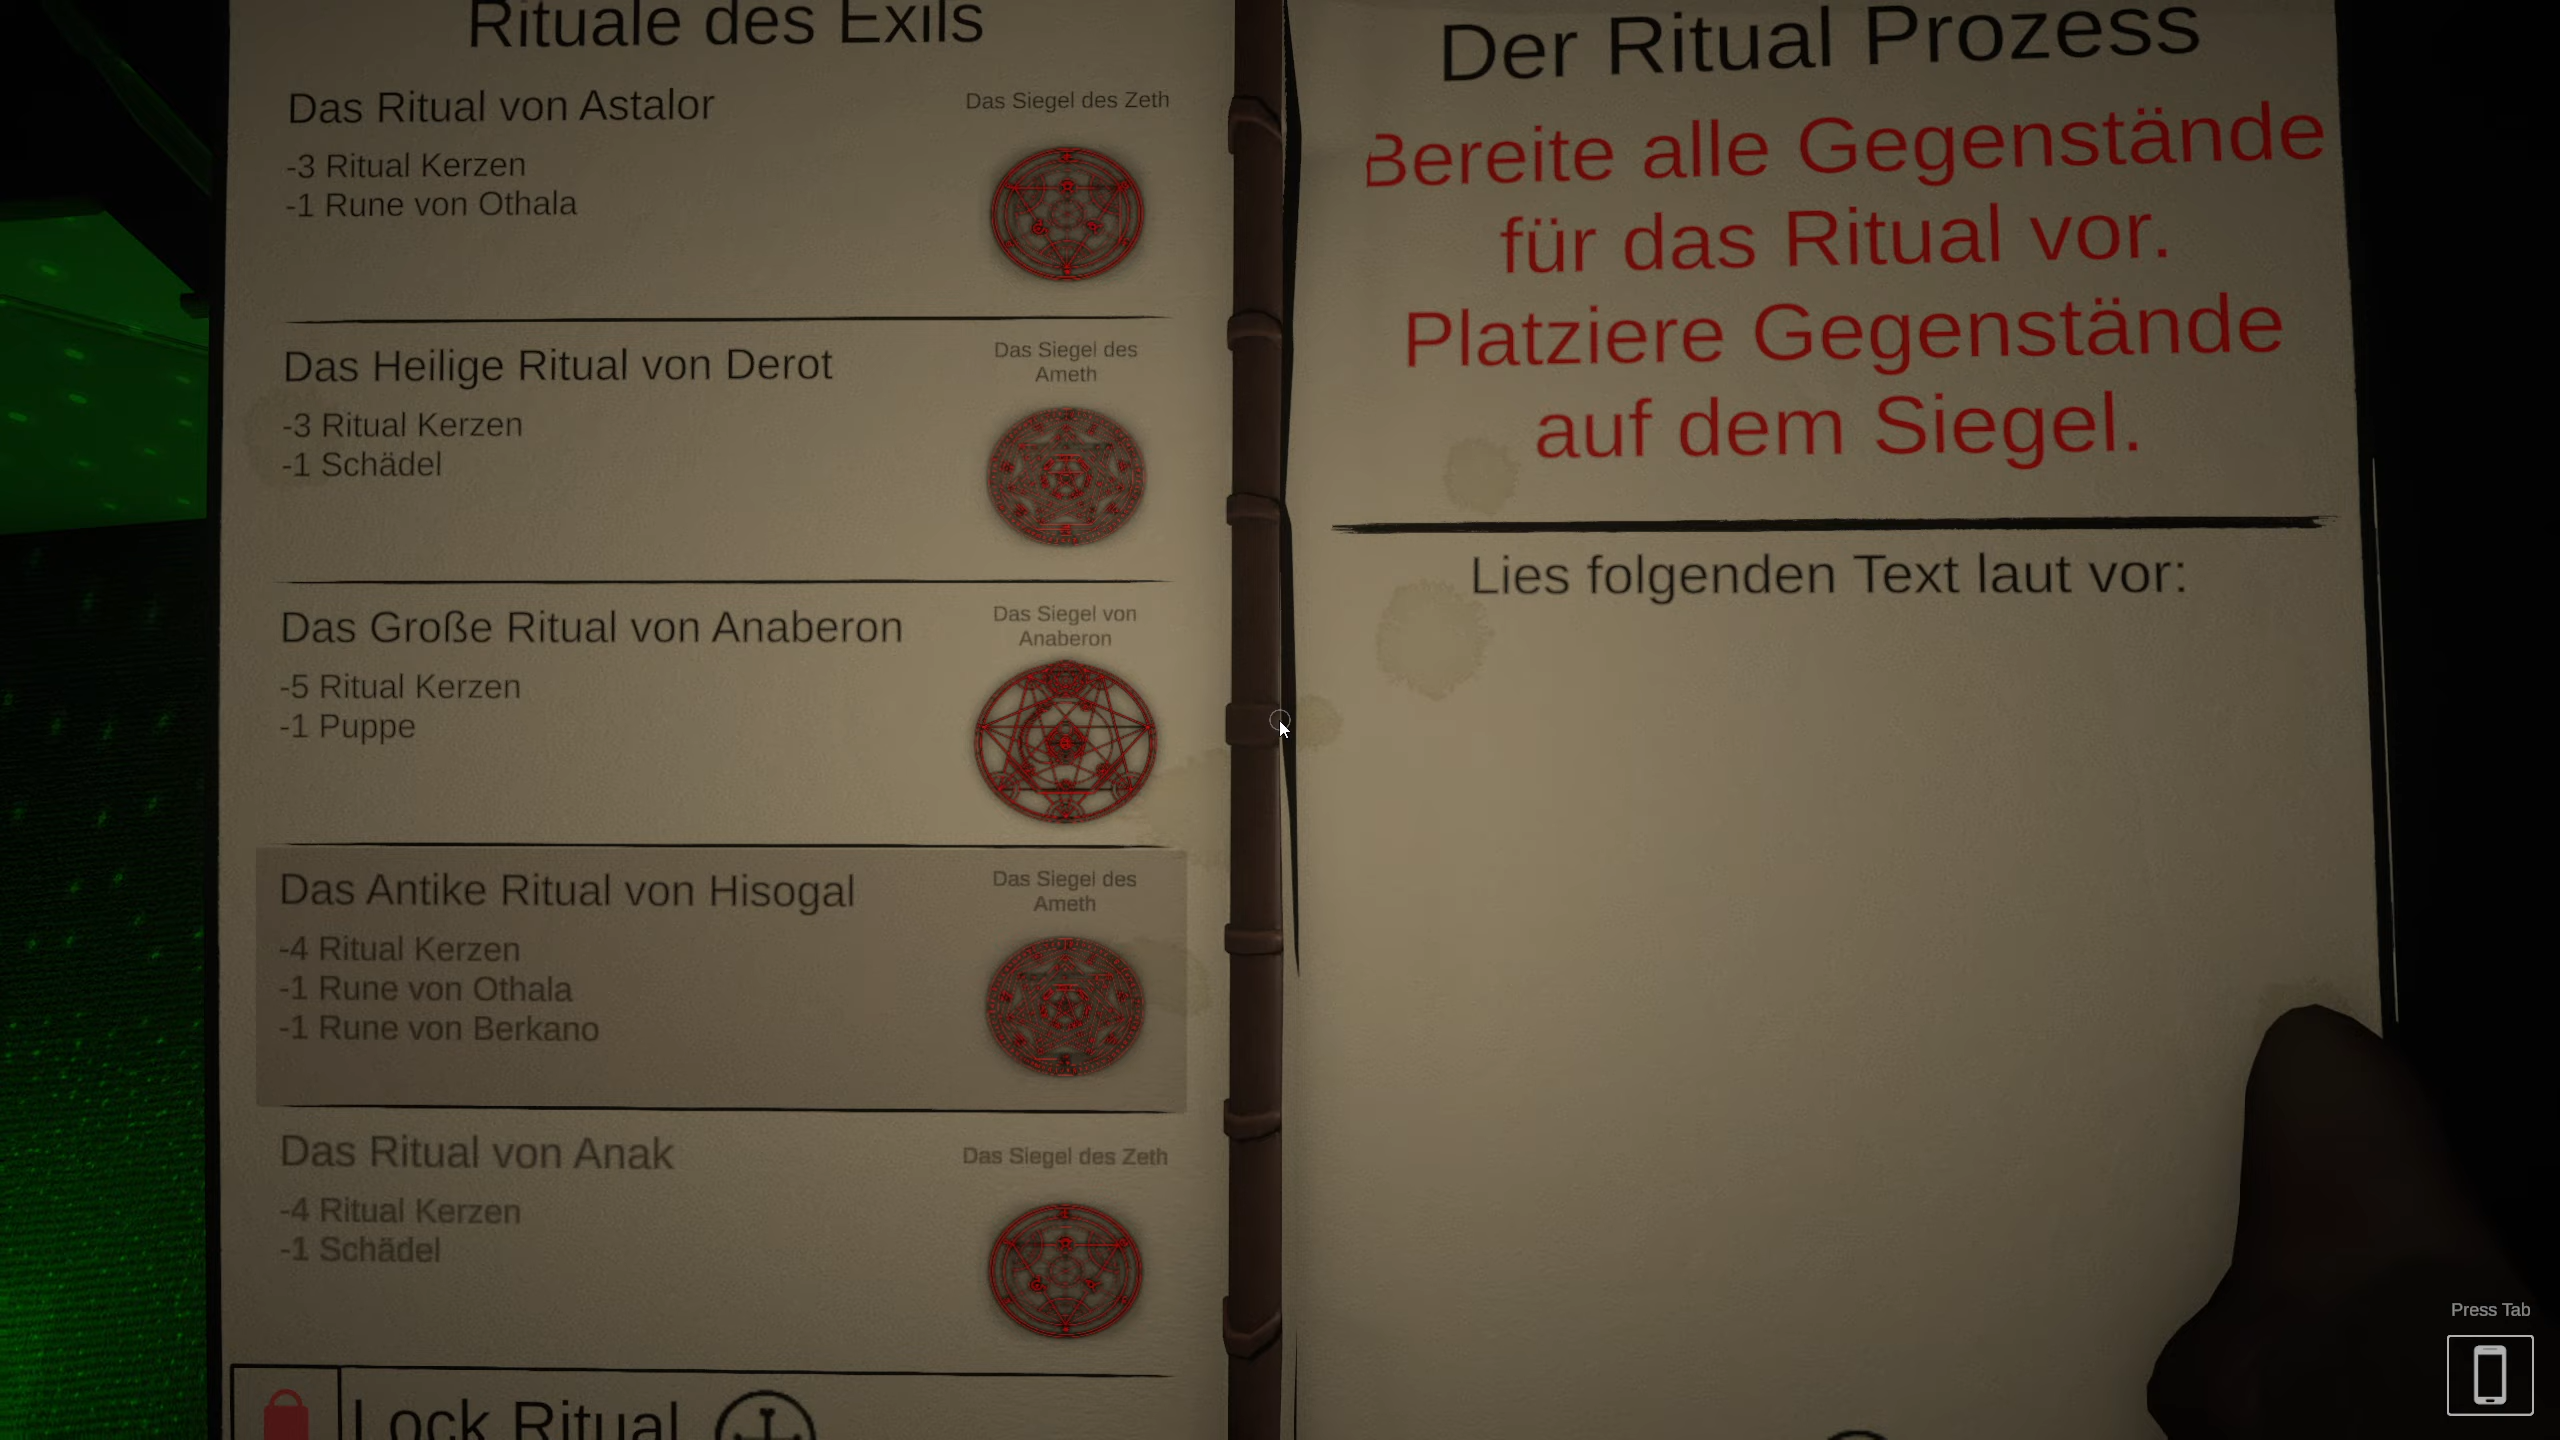 Rituale des Exils
Das Ritual von Astalor
Das Siegel des Zeth
-3 Ritual Kerzen
-1 Rune von Othala
Das Heilige Ritual von Derot
Das Siegel des
Ameth
-3 Ritual Kerzen
-1 Schädel
Das Große Ritual von Anaberon
Das Siegel von
Anaberon
-5 Ritual Kerzen
-1 Puppe
Das Antike Ritual von Hisogal
Das Siegel des
Ameth
-4 Ritual Kerzen
-1 Rune von Othala
-1 Rune von Berkano
Das Ritual von Anak
Das Siegel des Zeth
-4 Ritual Kerzen
-1 Schädel
Lock Ritual
Der Ritual Prozess
Bereite alle Gegenstände
für das Ritual vor.
Platziere Gegenstände
auf dem Siegel.
Lies folgenden Text laut vor:
Press Tab